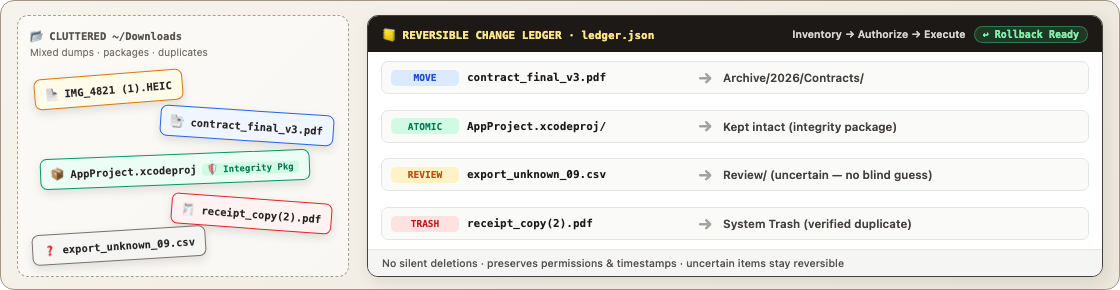 📂 CLUTTERED ~/Downloads
Mixed dumps · packages · duplicates
IMG_4821 (1).HEIC
contract_final_v3.pdf
📦 AppProject.xcodeproj 🛡️ Integrity Pkg
receipt_copy(2).pdf
❓ export_unknown_09.csv
📒 REVERSIBLE CHANGE LEDGER · ledger.json
Inventory → Authorize → Execute ↩ Rollback Ready
MOVE contract_final_v3.pdf → Archive/2026/Contracts/
ATOMIC AppProject.xcodeproj/ → Kept intact (integrity package)
REVIEW export_unknown_09.csv → Review/ (uncertain — no blind guess)
TRASH receipt_copy(2).pdf → System Trash (verified duplicate)
No silent deletions · preserves permissions & timestamps · uncertain items stay reversible